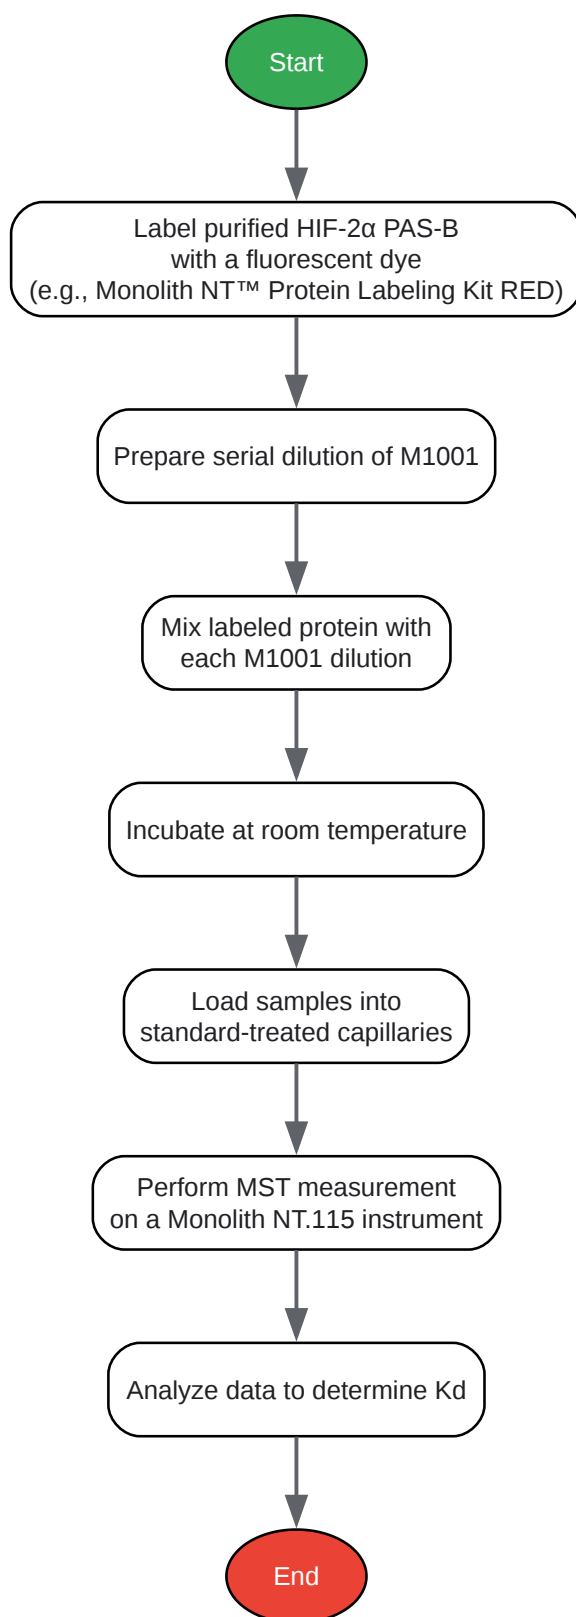 Start
Label purified HIF-2α PAS-B
with a fluorescent dye
(e.g., Monolith NT™ Protein Labeling Kit RED)
Prepare serial dilution of M1001
Mix labeled protein with
each M1001 dilution
Incubate at room temperature
Load samples into
standard-treated capillaries
Perform MST measurement
on a Monolith NT.115 instrument
Analyze data to determine Kd
End